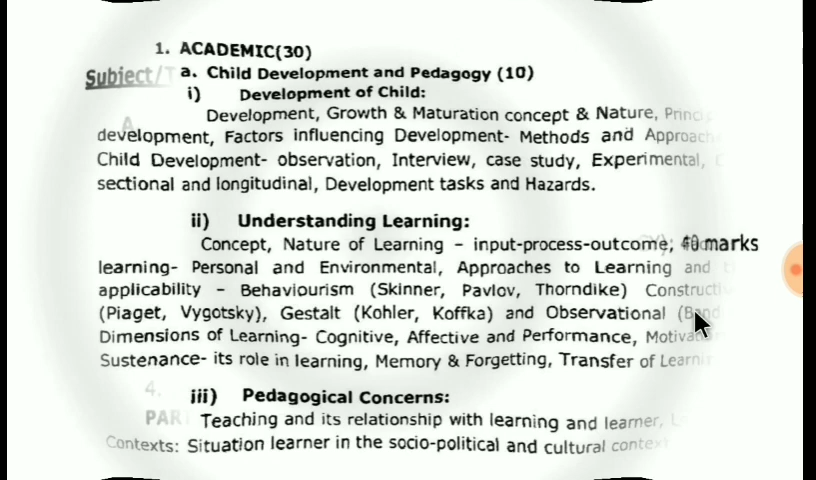 1. ACADEMIC(30)
Subject/T
a. Child Development and Pedagogy (10)
i) Development of Child:
Development, Growth & Maturation concept & Nature,
development, Factors influencing Development- Methods and
Child Development- observation, Interview, case study, Experimental,
sectional and longitudinal, Development tasks and Hazards.
ii) Understanding Learning:
Concept, Nature of Learning – input-process-outcome, marks
learning- Personal and Environmental, Approaches to Learning and
applicability – Behaviourism (Skinner, Pavlov, Thorndike)
(Piaget, Vygotsky), Gestalt (Kohler, Koffka) and Observational
Dimensions of Learning- Cognitive, Affective and Performance,
Sustenance- its role in learning, Memory & Forgetting, Transfer of
4.
iii) Pedagogical Concerns:
PAR
Teaching and its relationship with learning and learner,
Contexts: Situation learner in the socio-political and cultural